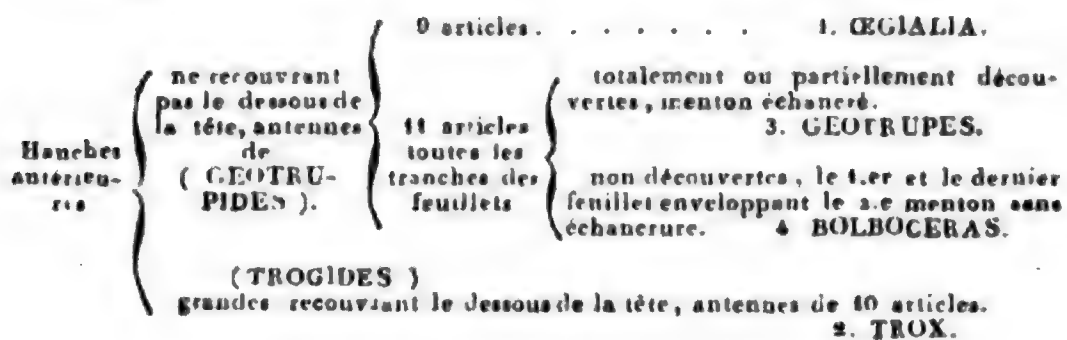 Hanches
antérieu-
res
ne recouvrant
pas le dessous de
la tête, antennes
de
( GEOTRU-
PIDES ).
9 articles. . . . . . . 1. ŒGIALIA.
11 articles
toutes les
tranches des
feuillets
totalement ou partiellement décou-
vertes, menton échancré.
3. GEOTRUPES.
non découvertes, le 1.er et le dernier
feuillet enveloppant le 2.e menton sans
échancrure. 4 BOLBOCERAS.
(TROGIDES )
grandes recouvrant le dessous de la tête, antennes de 10 articles.
2. TROX.